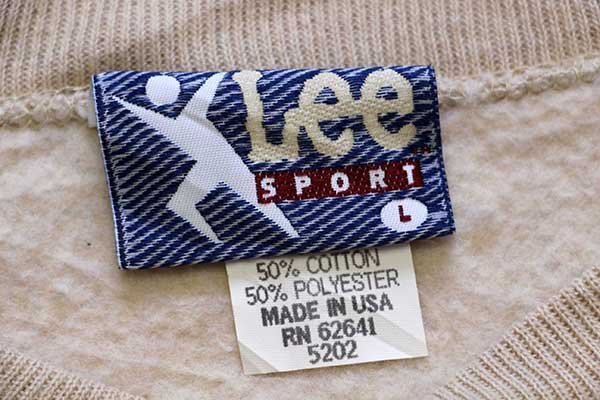 Lee
SPORT
L
50% COTTON
50% POLYESTER
MADE IN USA
RN 62641
5202